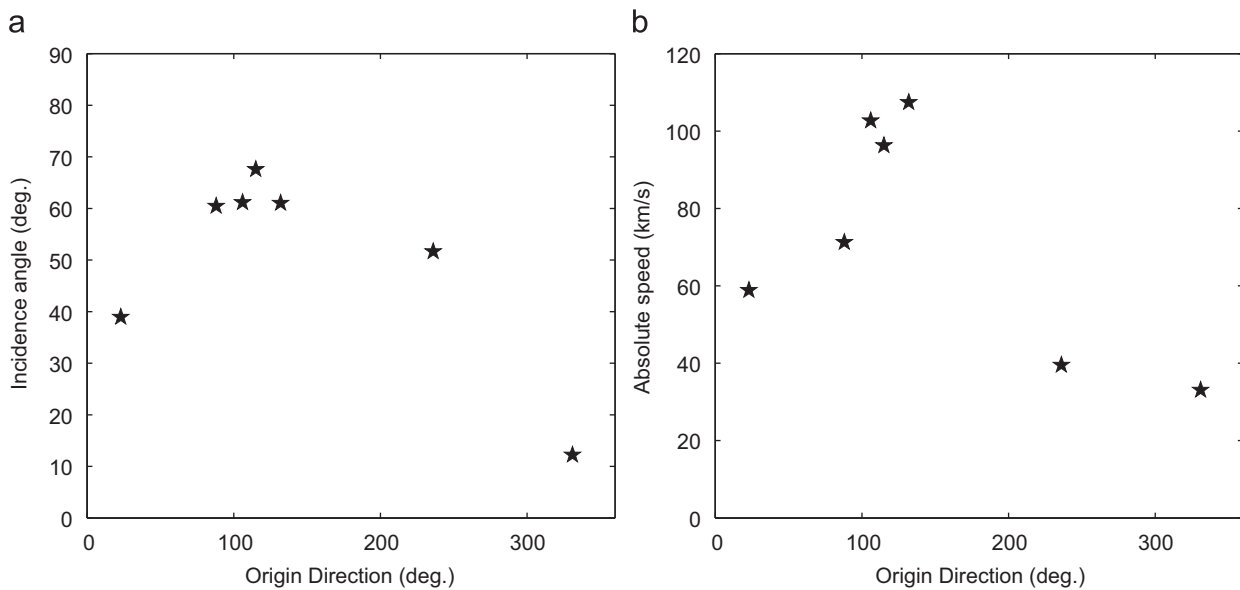 a
90
80
70
60
50
40
30
20
10
0
Incidence angle (deg.)
0 100 200 300
Origin Direction (deg.)
b
120
100
80
60
40
20
0
Absolute speed (km/s)
0 100 200 300
Origin Direction (deg.)